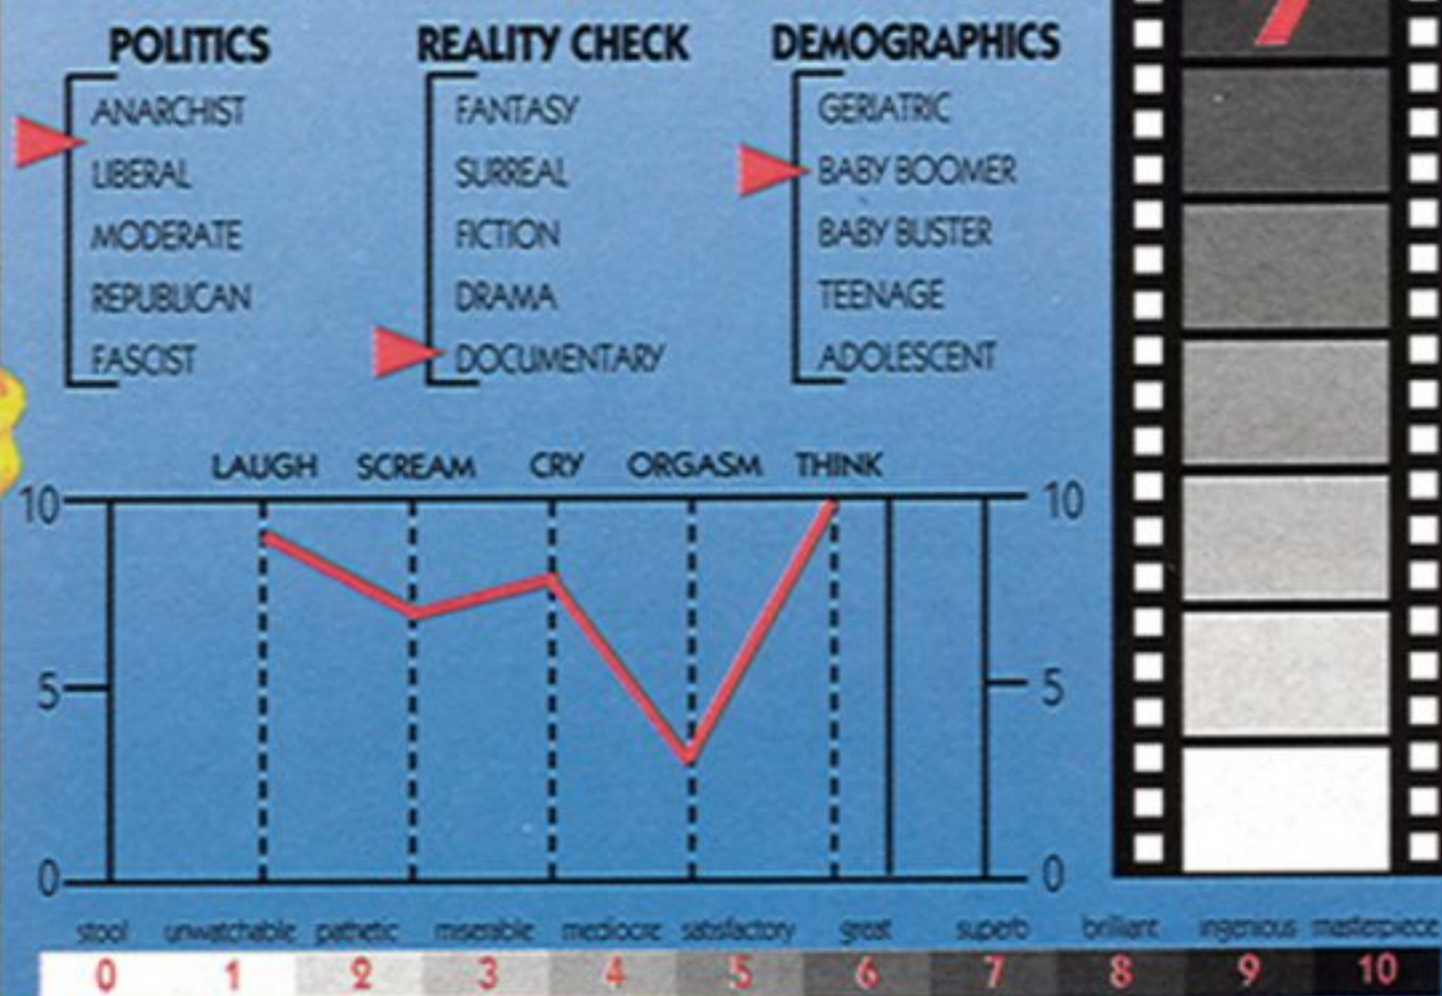 POLITICS REALITY CHECK DEMOGRAPHICS
ANARCHIST FANTASY GERIATRIC
LIBERAL SURREAL BABY BOOMER
MODERATE FICTION BABY BUSTER
REPUBLICAN DRAMA TEENAGE
FASCIST DOCUMENTARY ADOLESCENT
LAUGH SCREAM CRY ORGASM THINK
10 10
5 5
0 0
stool unwatchable pathetic miserable mediocre satisfactory great superb brilliant ingenious masterpiece
0 1 2 3 4 5 6 7 8 9 10